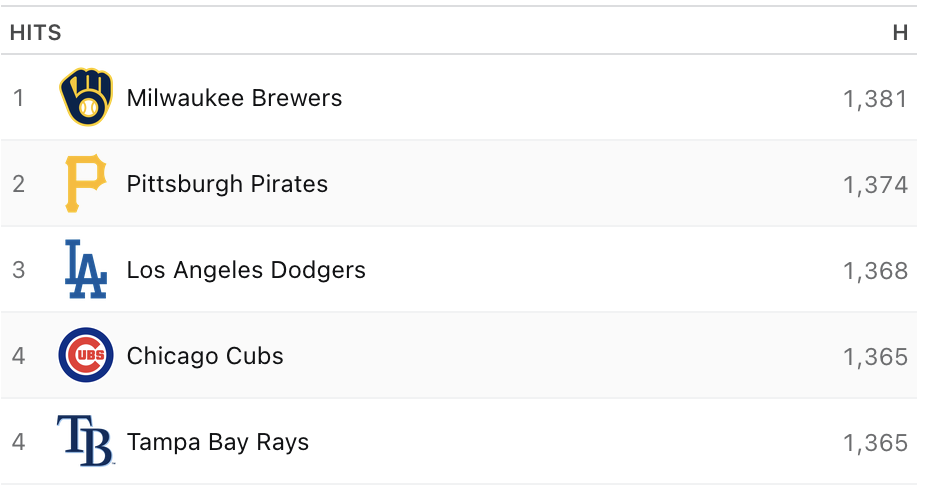 HITS H
1 Milwaukee Brewers 1,381
2 P Pittsburgh Pirates 1,374
3 LA Los Angeles Dodgers 1,368
4 CUBS Chicago Cubs 1,365
4 TB Tampa Bay Rays 1,365